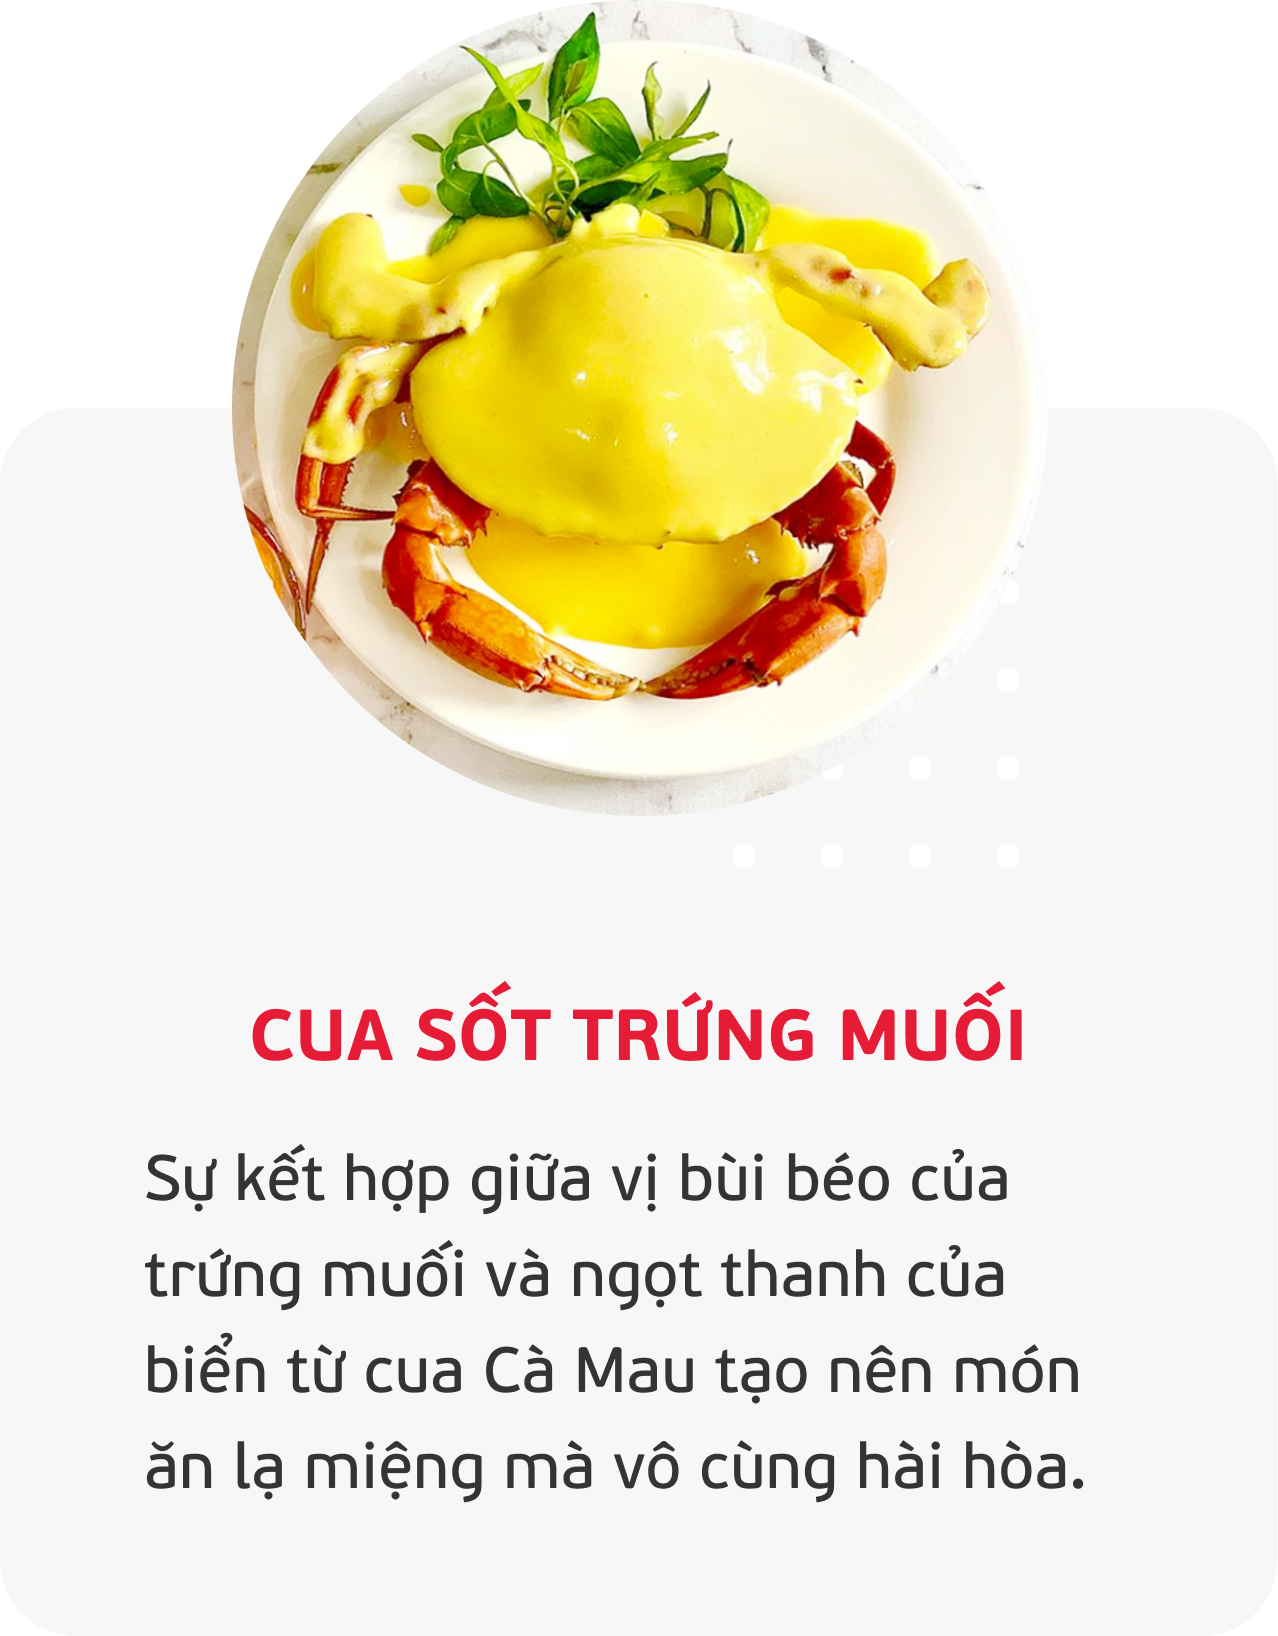 CUA SỐT TRỨNG MUỐI
Sự kết hợp giữa vị bùi béo của
trứng muối và ngọt thanh của
biển từ cua Cà Mau tạo nên món
ăn lạ miệng mà vô cùng hài hòa.